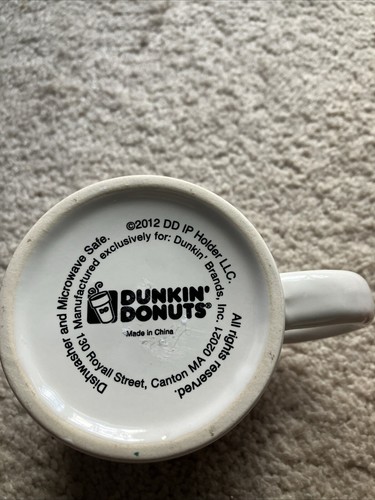 Dishwasher and Microwave Safe. ©2012 DD IP Holder LLC. All rights reserved.
Manufactured exclusively for: Dunkin' Brands, Inc., 130 Royall Street, Canton MA 02021
DUNKIN'
DONUTS®
Made in China